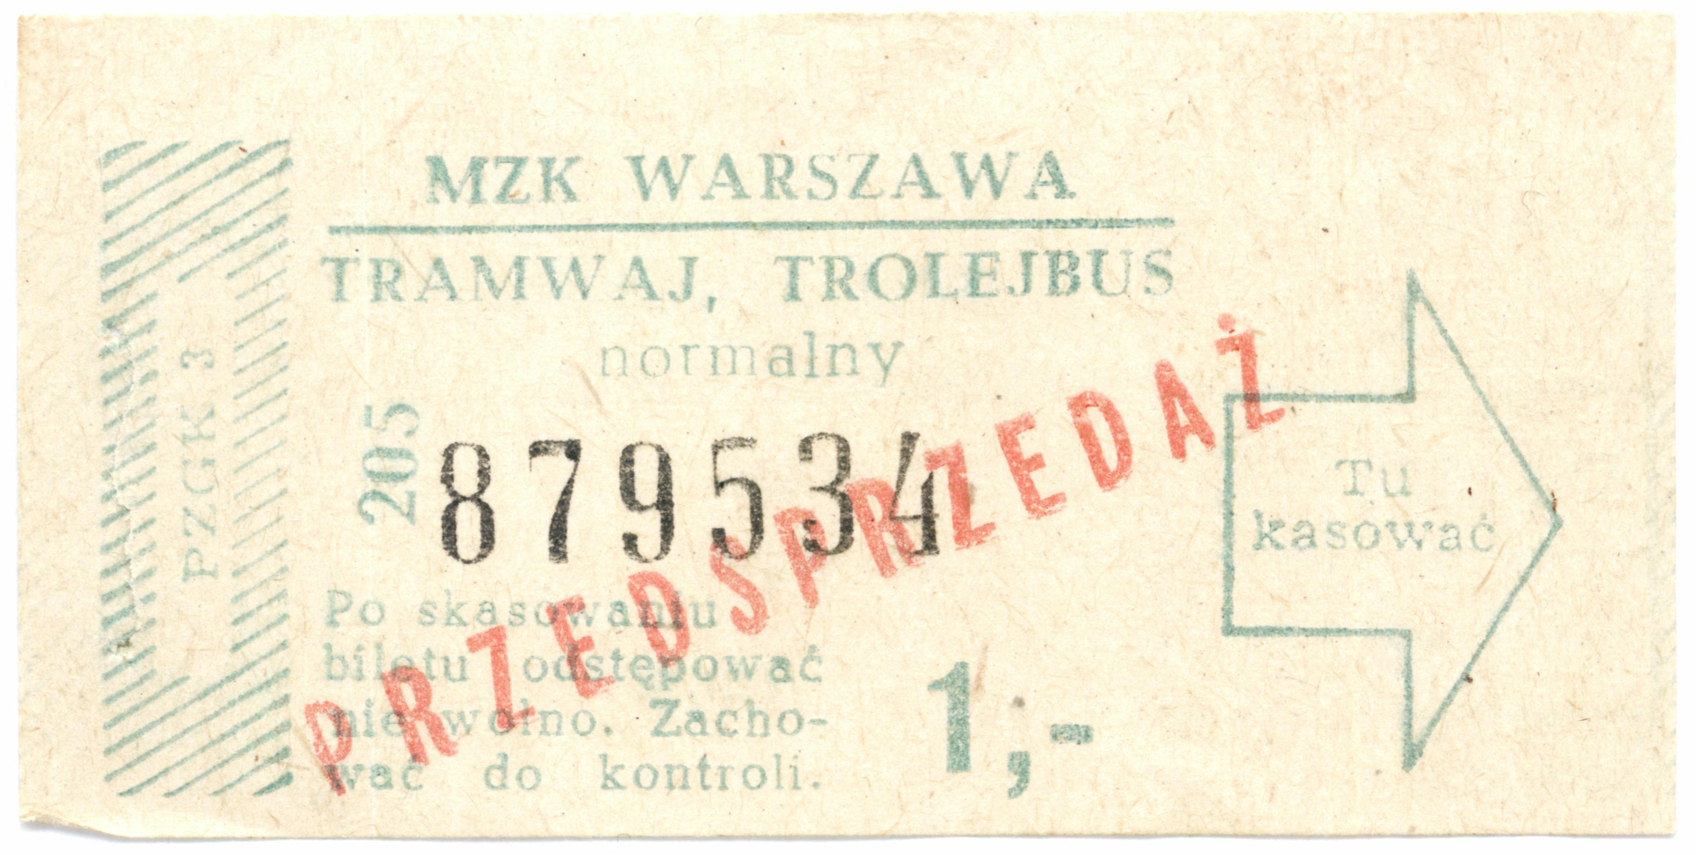 MZK WARSZAWA
TRAMWAJ, TROLEJBUS
normalny
PZGK 3
205
879534
PRZEDSPRZEDAŻ
Po skasowaniu
biletu odstępować
nie wolno. Zacho-
wać do kontroli.
1,-
Tu
kasować